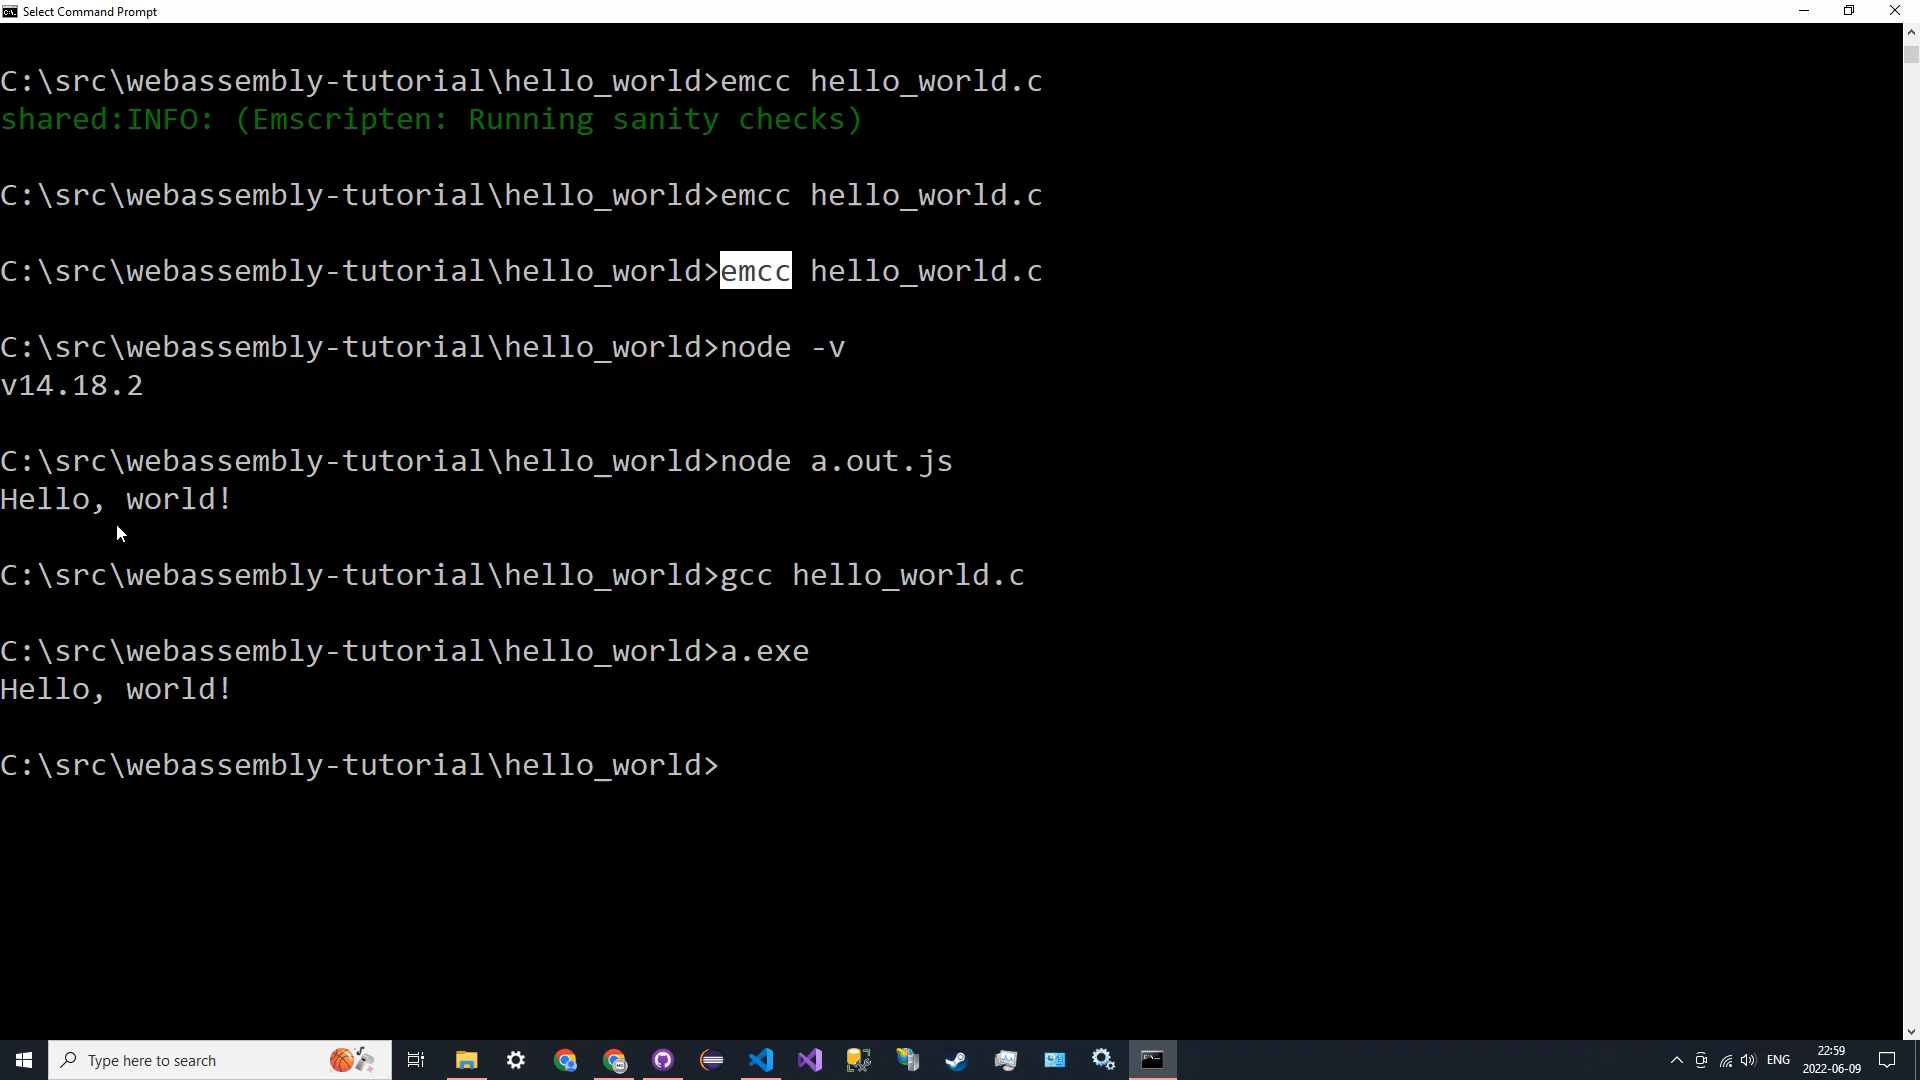 Select Command Prompt
C:\src\webassembly-tutorial\hello_world>emcc hello_world.c
shared:INFO: (Emscripten: Running sanity checks)
C:\src\webassembly-tutorial\hello_world>emcc hello_world.c
C:\src\webassembly-tutorial\hello_world>emcc hello_world.c
C:\src\webassembly-tutorial\hello_world>node -v
v14.18.2
C:\src\webassembly-tutorial\hello_world>node a.out.js
Hello, world!
C:\src\webassembly-tutorial\hello_world>gcc hello_world.c
C:\src\webassembly-tutorial\hello_world>a.exe
Hello, world!
C:\src\webassembly-tutorial\hello_world>
Type here to search
ENG
22:59
2022-06-09